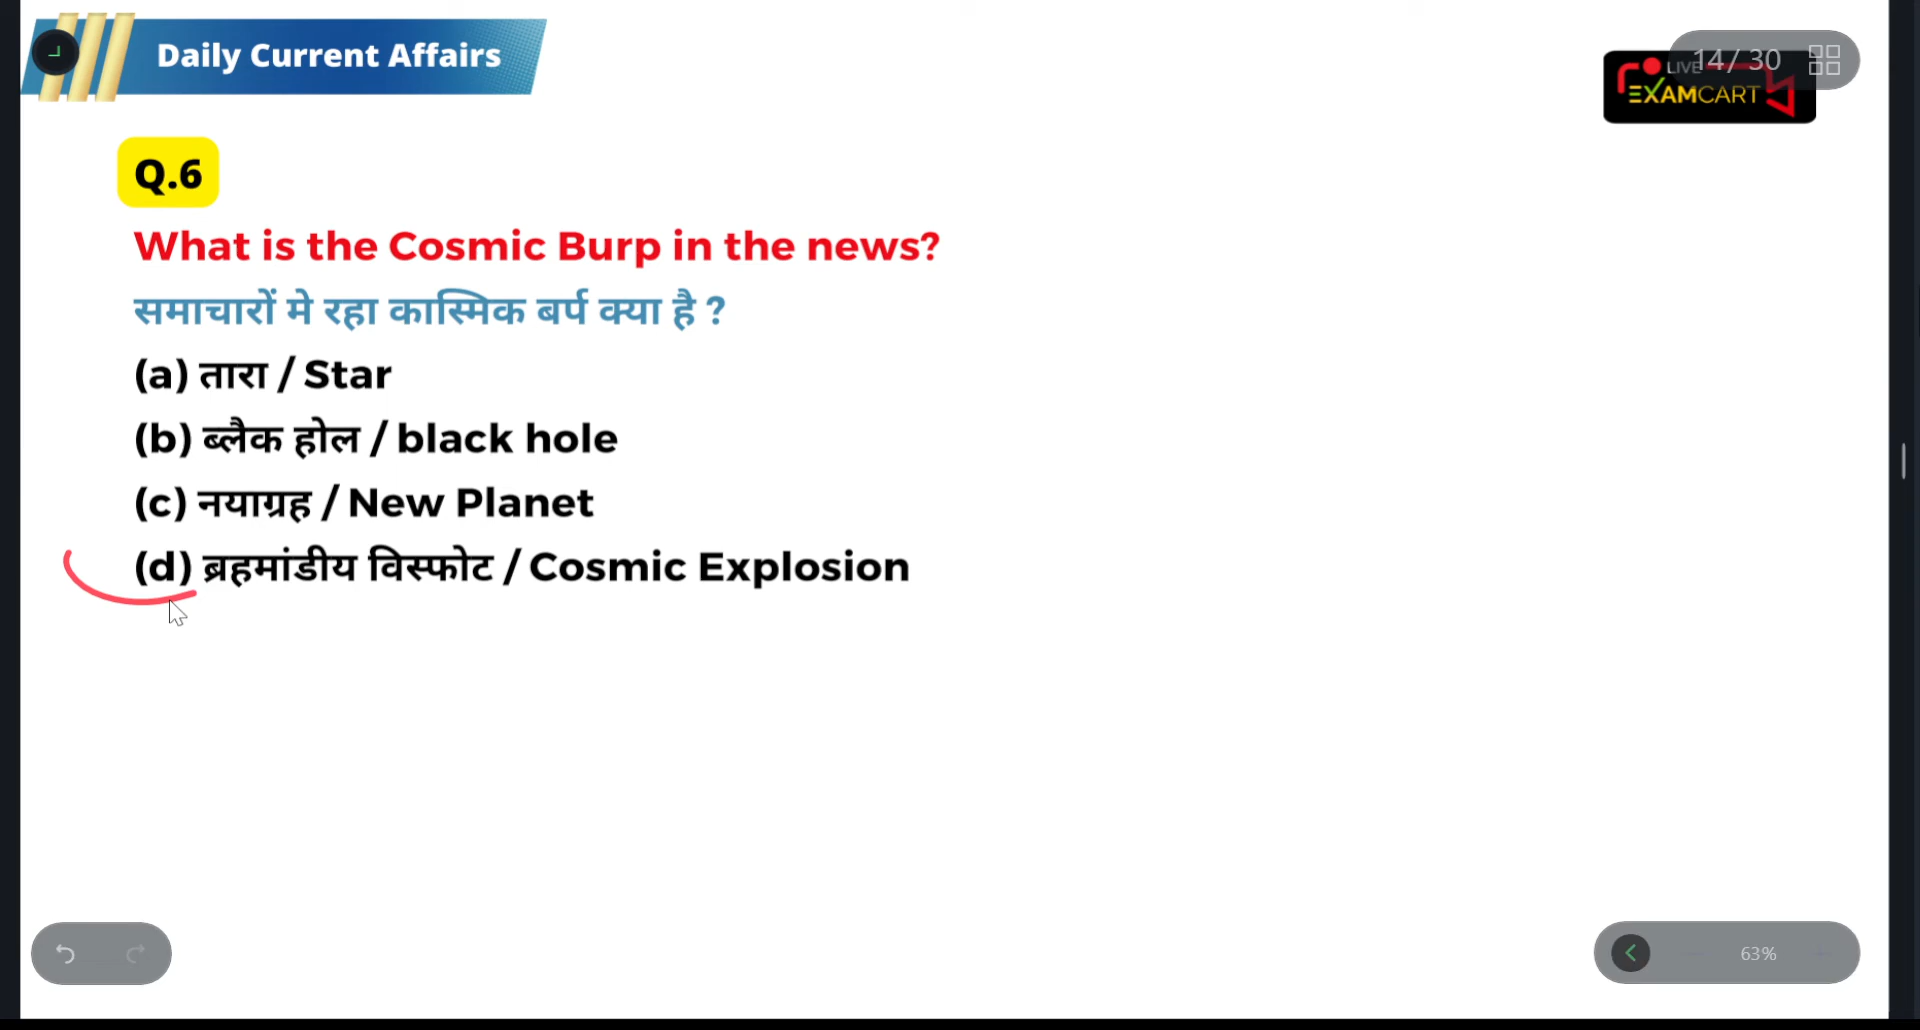 Daily Current Affairs
14/ 30
LIVE
EXAMCART
Q.6
What is the Cosmic Burp in the news?
समाचारों मे रहा कास्मिक बर्प क्या है ?
(a) तारा / Star
(b) ब्लैक होल / black hole
(c) नयाग्रह / New Planet
(d) ब्रहमांडीय विस्फोट / Cosmic Explosion
63%